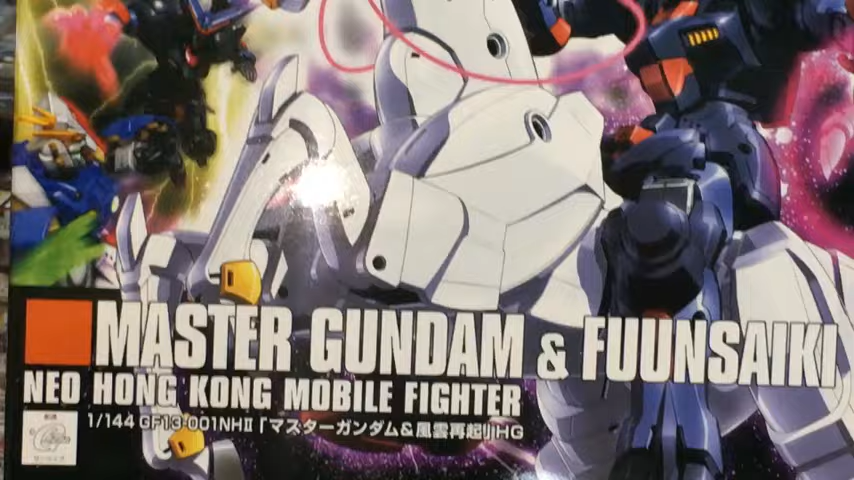 MASTER GUNDAM & FUUNSAIKI
NEO HONG KONG MOBILE FIGHTER
1/144 GF13-001NHⅡ「マスターガンダム&風雲再起」HG